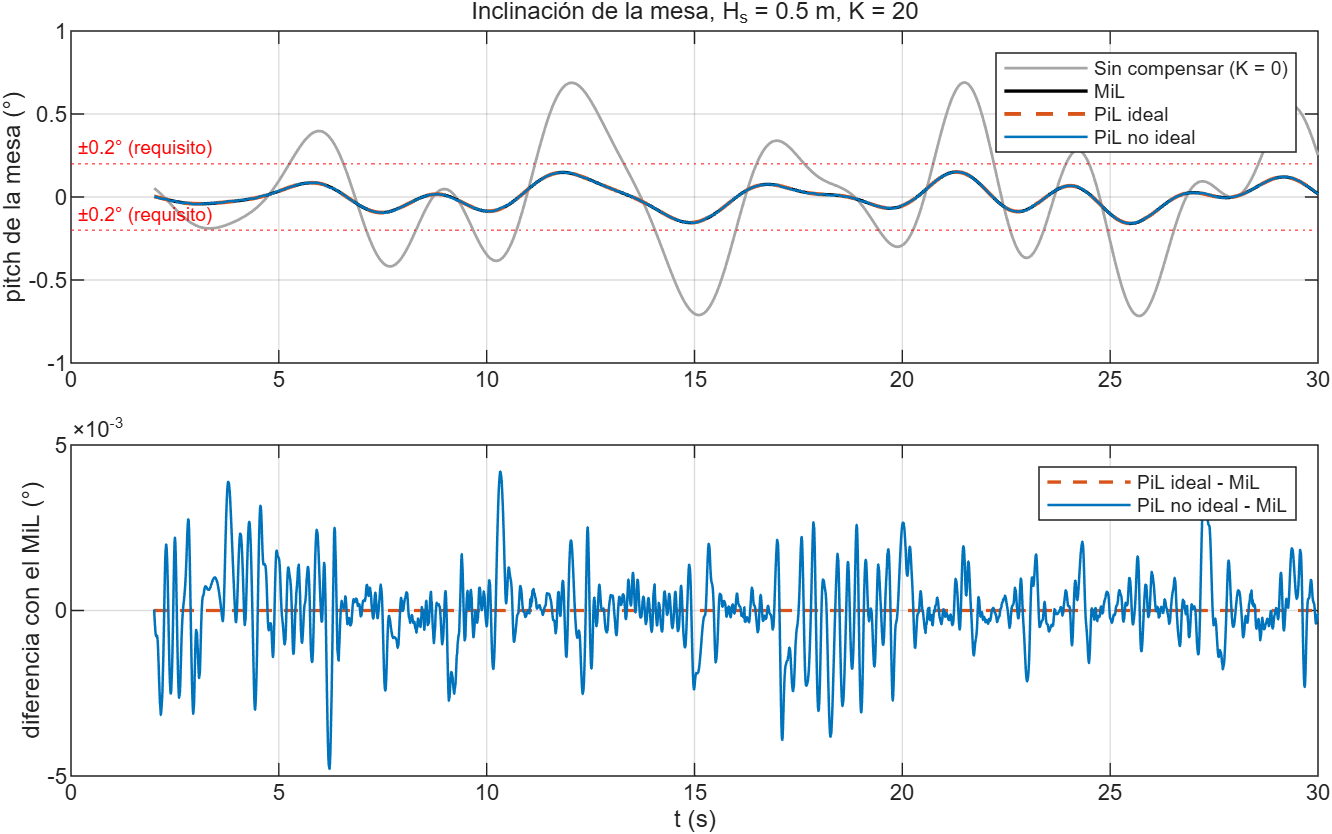 Inclinación de la mesa, Hₛ = 0.5 m, K = 20
pitch de la mesa (°)
1
0.5
0
-0.5
-1
±0.2° (requisito)
±0.2° (requisito)
Sin compensar (K = 0)
MiL
PiL ideal
PiL no ideal
0 5 10 15 20 25 30
×10⁻³
diferencia con el MiL (°)
5
0
-5
PiL ideal - MiL
PiL no ideal - MiL
0 5 10 15 20 25 30
t (s)